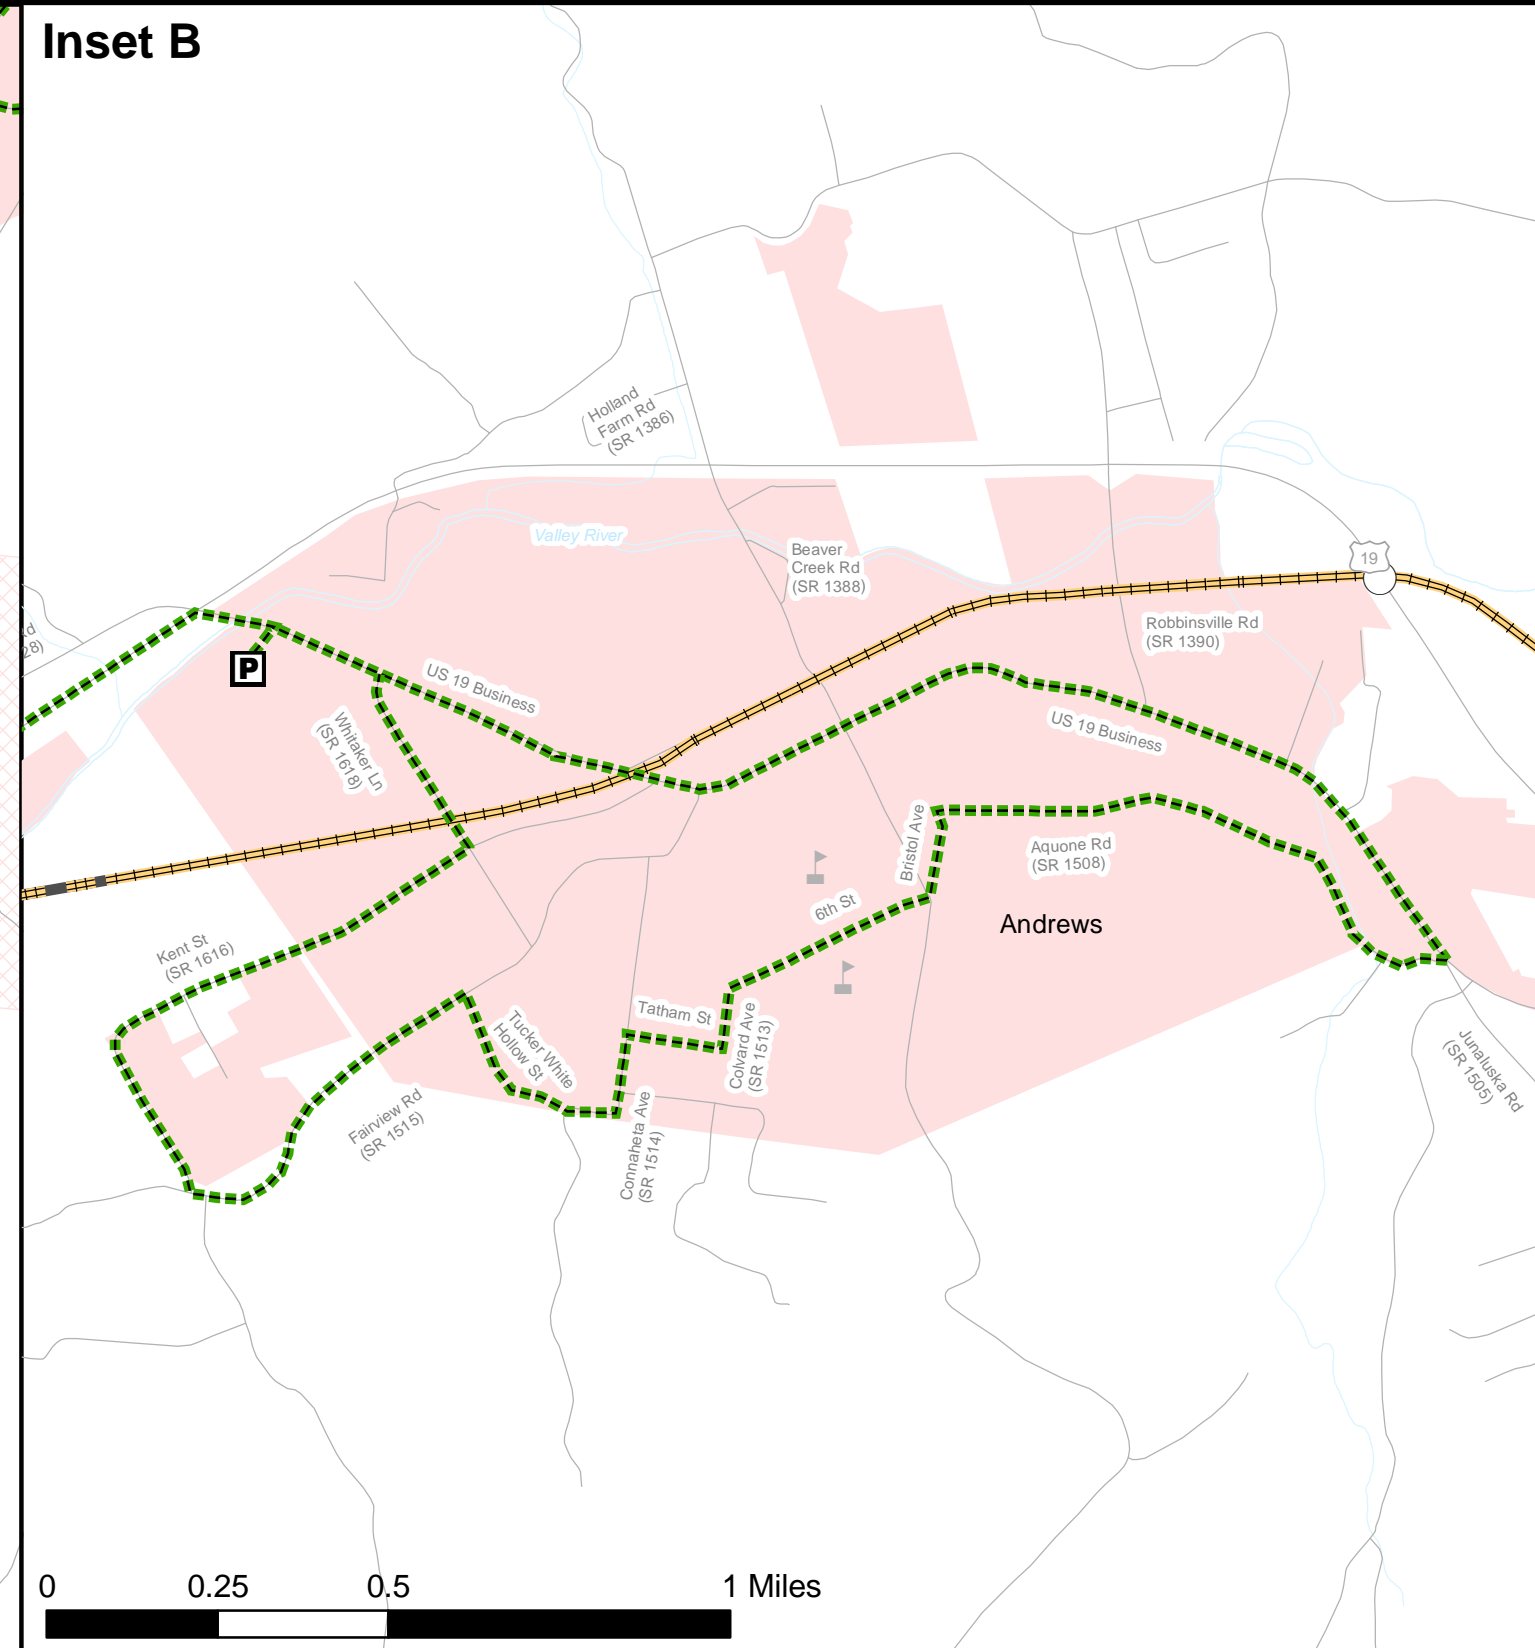 Inset B
Holland
Farm Rd
(SR 1386)
Valley River
Beaver
Creek Rd
(SR 1388)
19
Robbinsville Rd
(SR 1390)
28)
P
US 19 Business
US 19 Business
Whitaker Ln
(SR 1618)
Bristol Ave
Aquone Rd
(SR 1508)
6th St
Andrews
Kent St
(SR 1616)
Tatham St
Colvard Ave
(SR 1513)
Tucker White
Hollow St
Fairview Rd
(SR 1515)
Connaheta Ave
(SR 1514)
Junaluska Rd
(SR 1505)
0 0.25 0.5 1 Miles